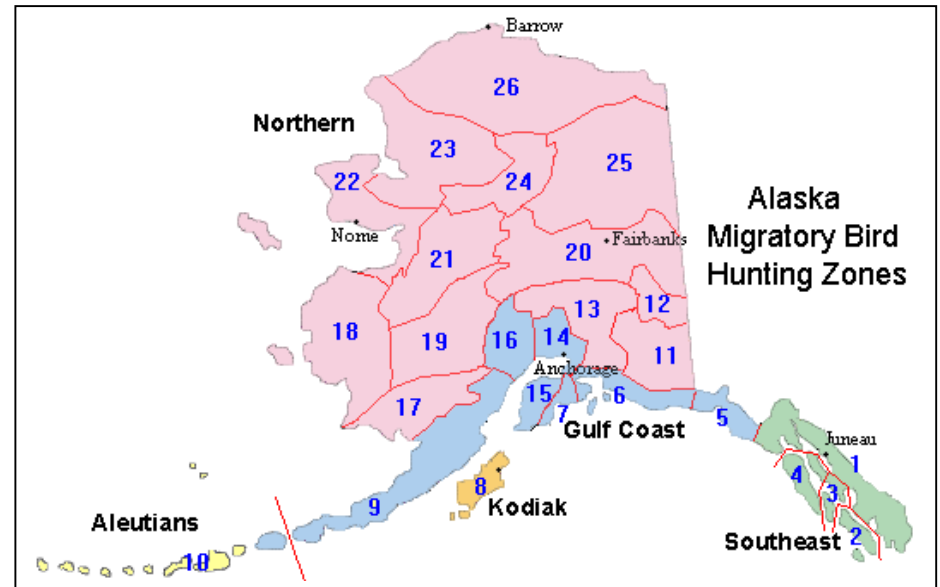 Barrow
26
Northern
23
25
22
24
Alaska
Migratory Bird
Hunting Zones
Nome
Fairbanks
21
20
12
13
18
19
16
14
11
Anchorage
17
15
6
7
Gulf Coast
5
Juneau
1
4
3
8
Kodiak
9
Aleutians
Southeast
2
10